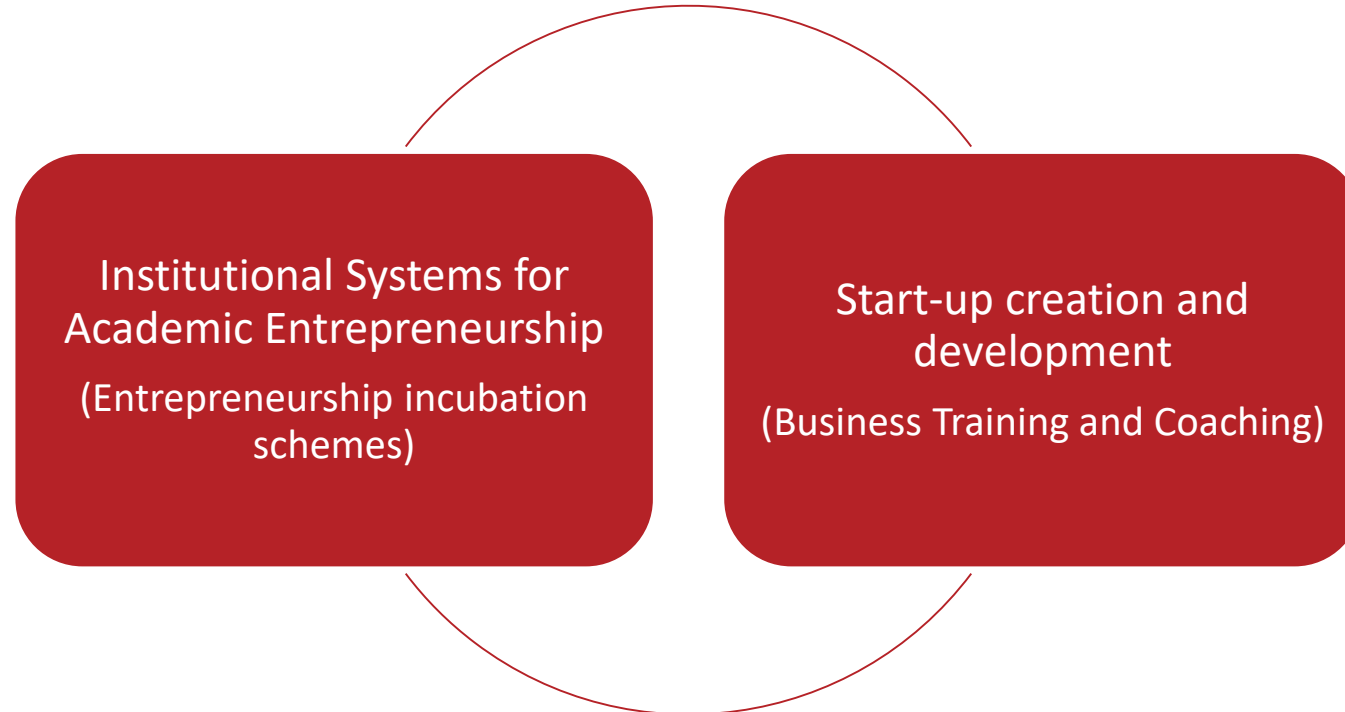 Institutional Systems for
Academic Entrepreneurship
(Entrepreneurship incubation
schemes)
Start-up creation and
development
(Business Training and Coaching)